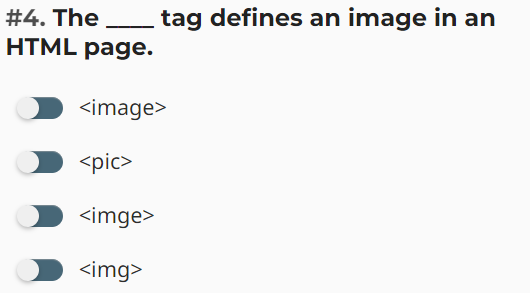 #4. The ____ tag defines an image in an
HTML page.
<image>
<pic>
<imge>
<img>